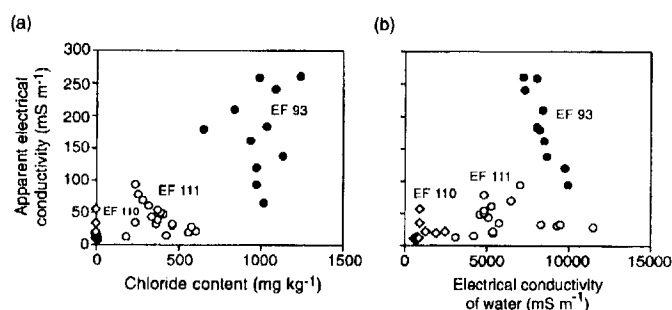 (a)
Apparent electrical
conductivity (mS m-1)
300
250
200
150
100
50
0
EF 93
EF 111
EF 110
0
500
1000
1500
Chloride content (mg kg-1)
(b)
EF 93
EF 111
EF 110
0
5000
10000
15000
Electrical conductivity
of water (mS m-1)